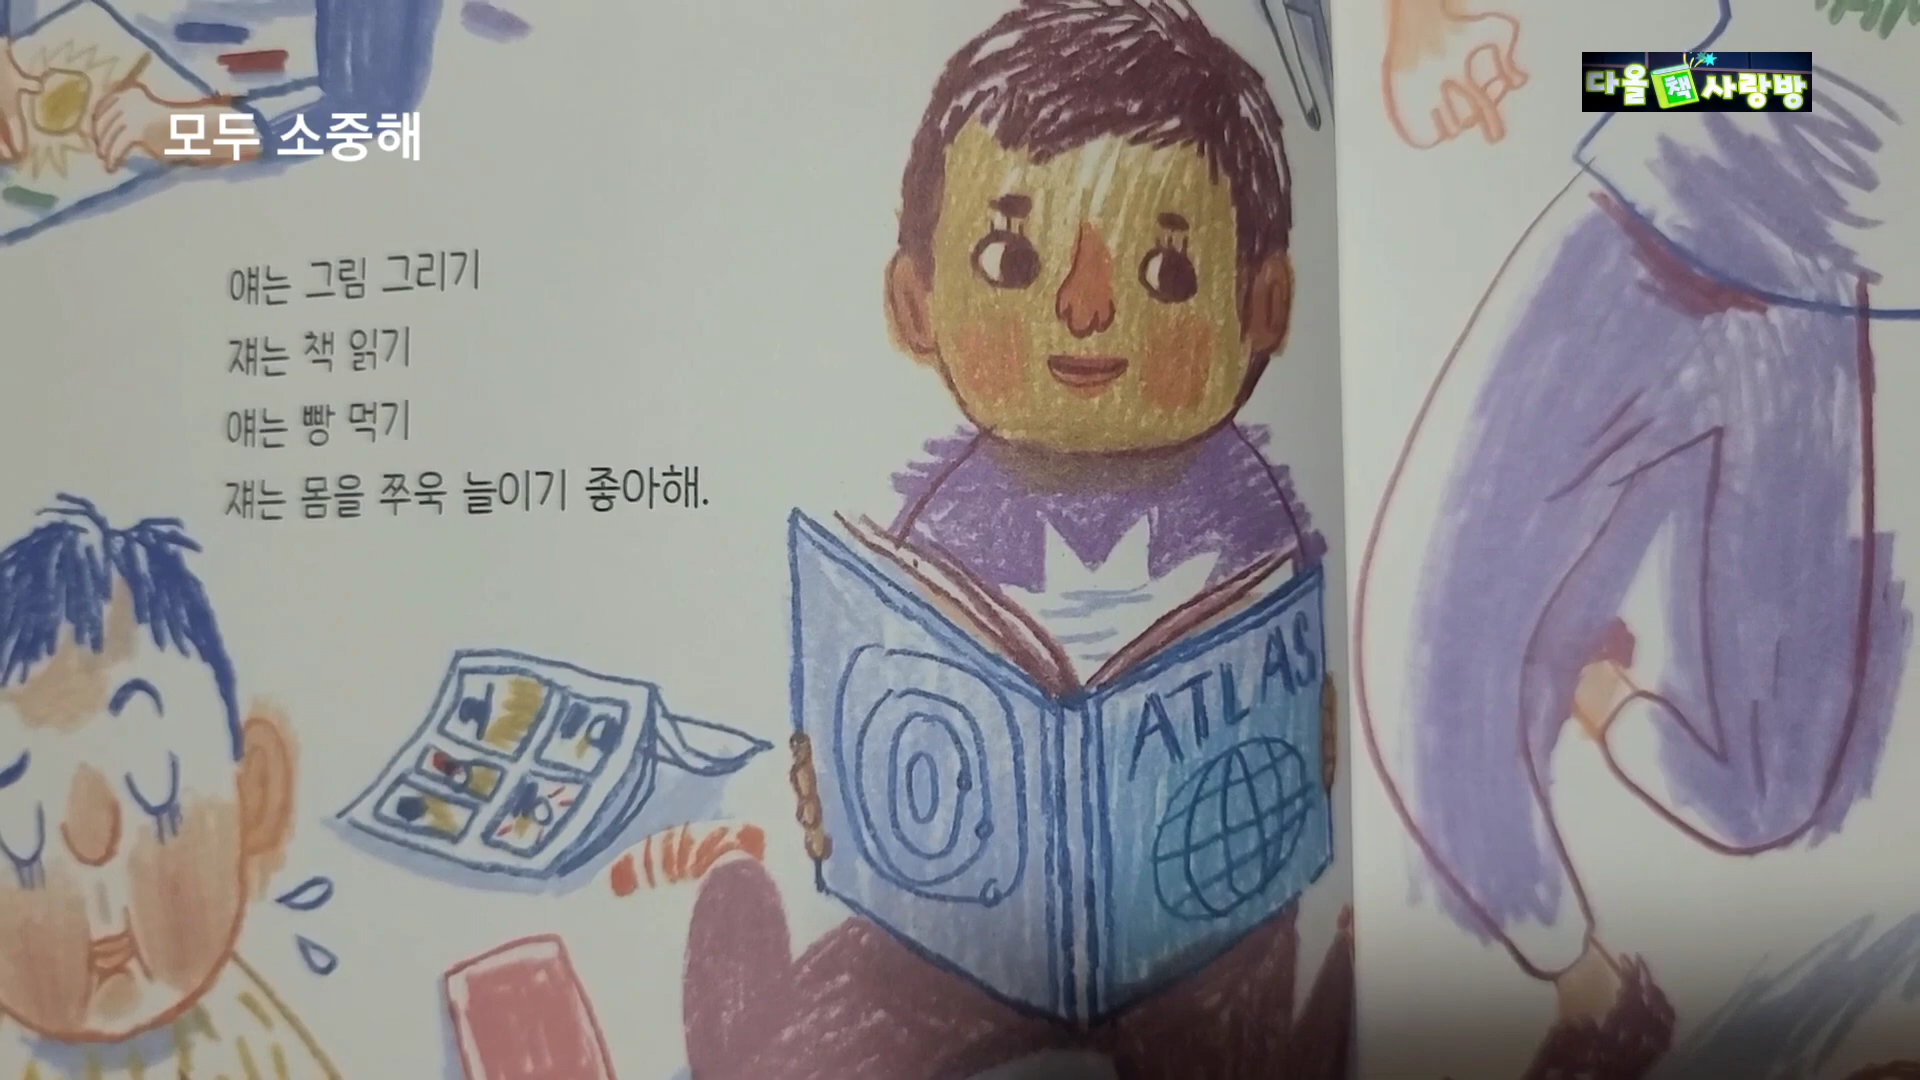 모두 소중해
다올 책 사랑방
얘는 그림 그리기
쟤는 책 읽기
얘는 빵 먹기
쟤는 몸을 쭈욱 늘이기 좋아해.
ATLAS